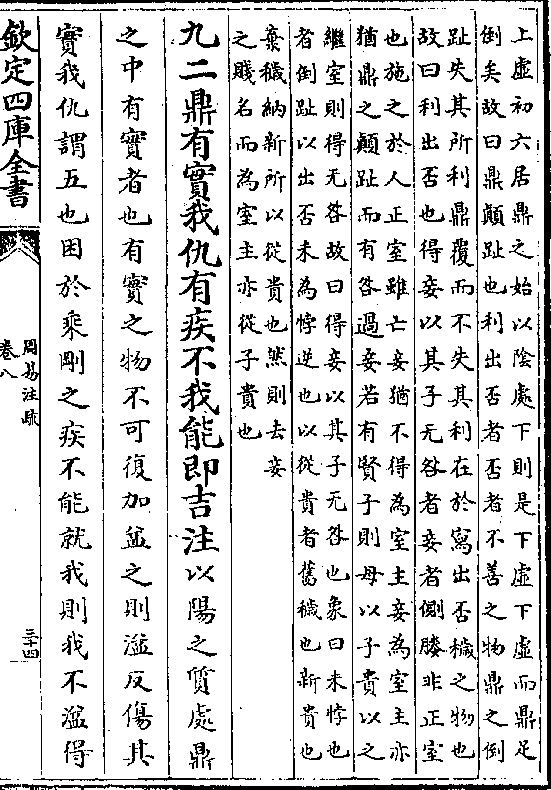 上虛初六居鼎之始以陰處下則是下虛下虛而鼎足
倒矣故曰鼎顛趾也利出否者否者不善之物鼎之倒
趾失其所利鼎覆而不失其利在於寫出否穢之物也
故曰利出否也得妾以其子无咎者妾者側媵非正室
也施之於人正室雖亡妾猶不得為室主妾為室主亦
猶鼎之顛趾而有咎過妾若有賢子則母以子貴以之
繼室則得无咎故曰得妾以其子无咎也象曰未悖也
者倒趾以出否未為悖逆也以從貴者舊穢也新貴也
棄穢納新所以從貴也然則去妾
之賤名而為室主亦從子貴也
九二鼎有實我仇有疾不我能即吉注以陽之質處鼎
之中有實者也有實之物不可復加益之則溢反傷其
實我仇謂五也困於乘剛之疾不能就我則我不溢得
欽定四庫全書
周易注疏
卷八
三十四